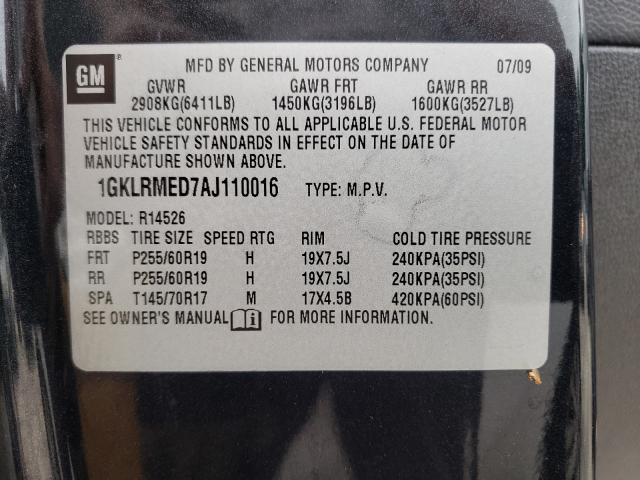 GM
MFD BY GENERAL MOTORS COMPANY 07/09
GVWR GAWR FRT GAWR RR
2908KG(6411LB) 1450KG(3196LB) 1600KG(3527LB)
THIS VEHICLE CONFORMS TO ALL APPLICABLE U.S. FEDERAL MOTOR
VEHICLE SAFETY STANDARDS IN EFFECT ON THE DATE OF
MANUFACTURE SHOWN ABOVE.
1GKLRMED7AJ110016 TYPE: M.P.V.
MODEL: R14526
RBBS TIRE SIZE SPEED RTG RIM COLD TIRE PRESSURE
FRT P255/60R19 H 19X7.5J 240KPA(35PSI)
RR P255/60R19 H 19X7.5J 240KPA(35PSI)
SPA T145/70R17 M 17X4.5B 420KPA(60PSI)
SEE OWNER'S MANUAL i FOR MORE INFORMATION.